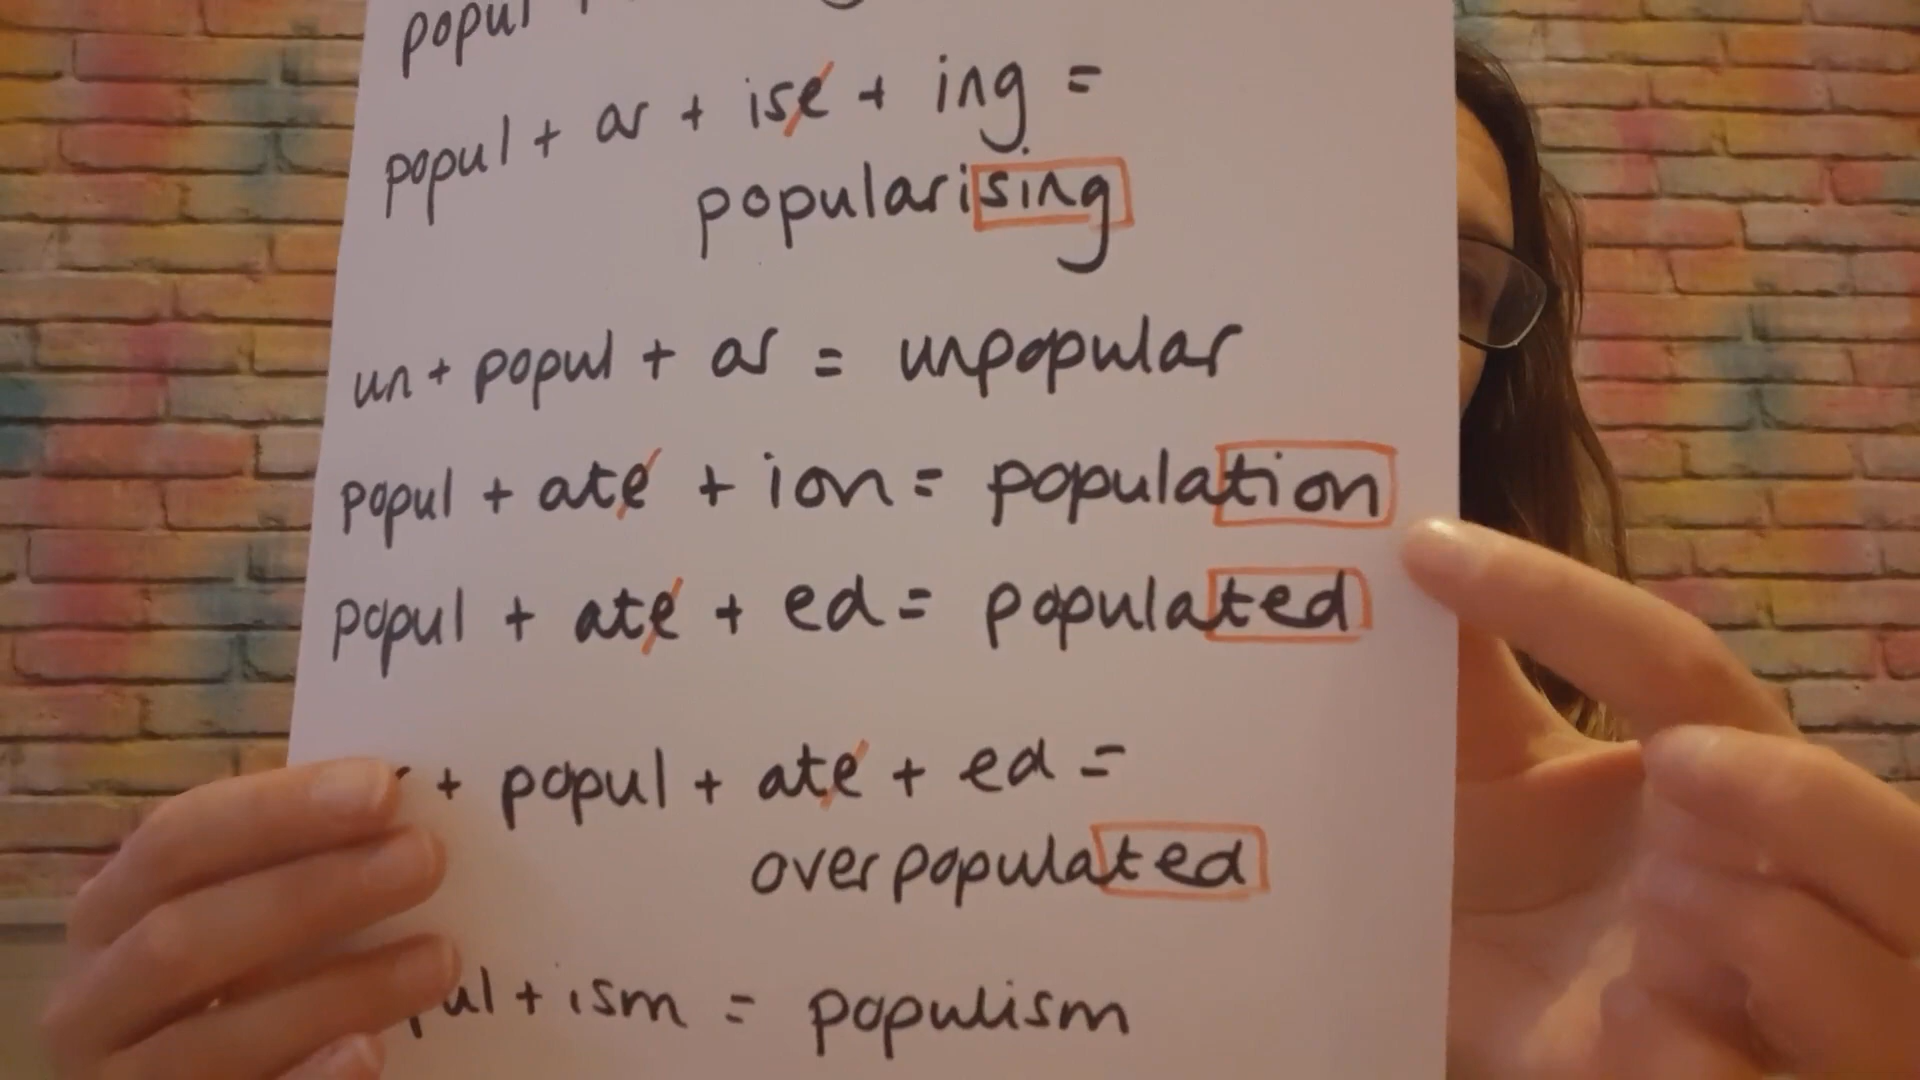 popul
popul + ar + ise + ing =
popularising
un + popul + ar = unpopular
popul + ate + ion = population
popul + ate + ed = populated
+ popul + ate + ed =
overpopulated
ul + ism = populism